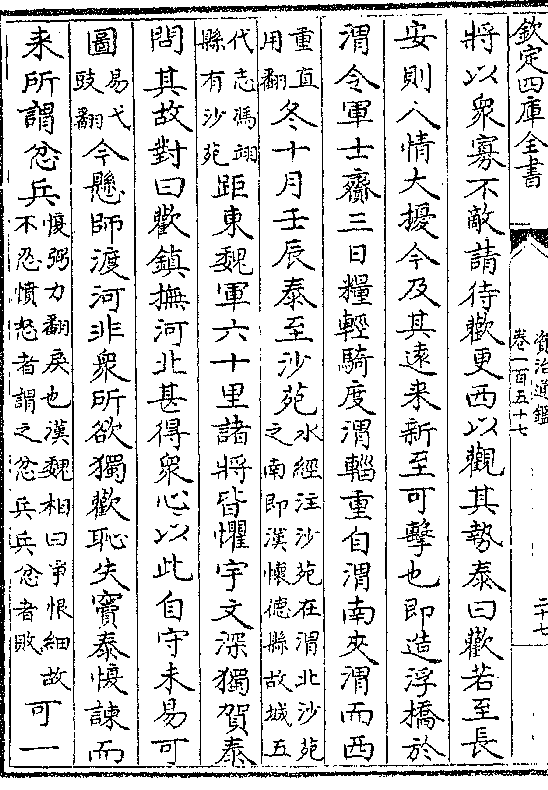 欽定四庫全書
資治通鑑
卷一百五十七
二十七
將以衆寡不敵請待歡更西以觀其勢泰曰歡若至長
安則人情大擾今及其遠来新至可擊也即造浮橋於
渭令軍士齎三日糧輕騎度渭輜重自渭南夾渭而西
重直用翻冬十月壬辰泰至沙苑水經注沙苑在渭北沙苑之南即漢懷德縣故城五
代志馮翊縣有沙苑距東魏軍六十里諸將皆懼宇文深獨賀泰
問其故對曰歡鎮撫河北甚得衆心以此自守未易可
圖易弋豉翻今懸師渡河非衆所欲獨歡恥失竇泰愎諫而
来所謂忿兵愎弼力翻戾也漢魏相曰爭恨細故不忍憤怒者謂之忿兵兵忿者敗可一